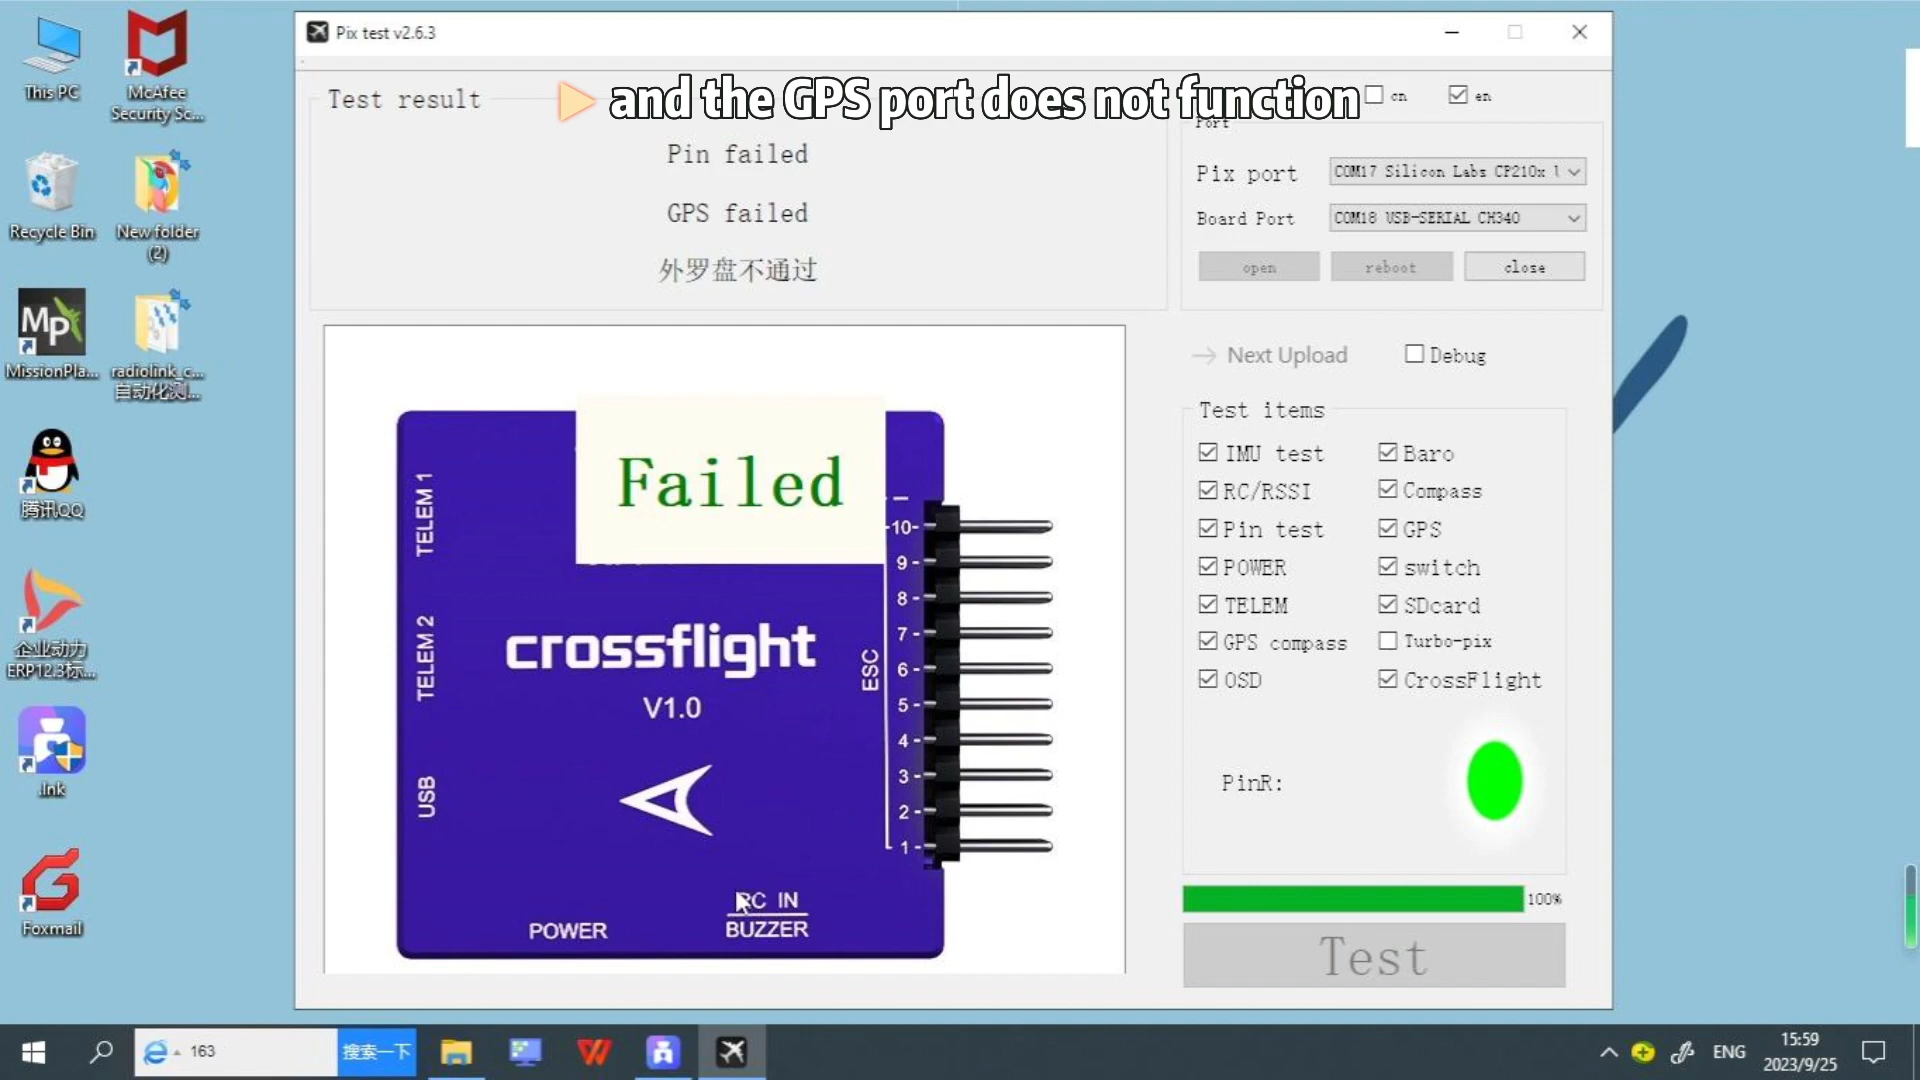 This PC
McAfee
Security Sc...
Recycle Bin
New folder
(2)
Mp
MissionPla...
radiolink_c...
自动化测...
腾讯QQ
企业动力
ERP12.3标...
.lnk
Foxmail
Pix test v2.6.3
and the GPS port does not function
Test result
Pin failed
GPS failed
外罗盘不通过
cn
en
Port
Pix port
COM17 Silicon Labs CP210x U
Board Port
COM18 USB-SERIAL CH340
open
reboot
close
Next Upload
Debug
Test items
IMU test
Baro
RC/RSSI
Compass
Pin test
GPS
POWER
switch
TELEM
SDcard
GPS compass
Turbo-pix
OSD
CrossFlight
PinR:
100%
Test
Failed
TELEM 1
TELEM 2
USB
crossflight
V1.0
ESC
10
9
8
7
6
5
4
3
2
1
POWER
RC IN
BUZZER
163
搜索一下
ENG
15:59
2023/9/25